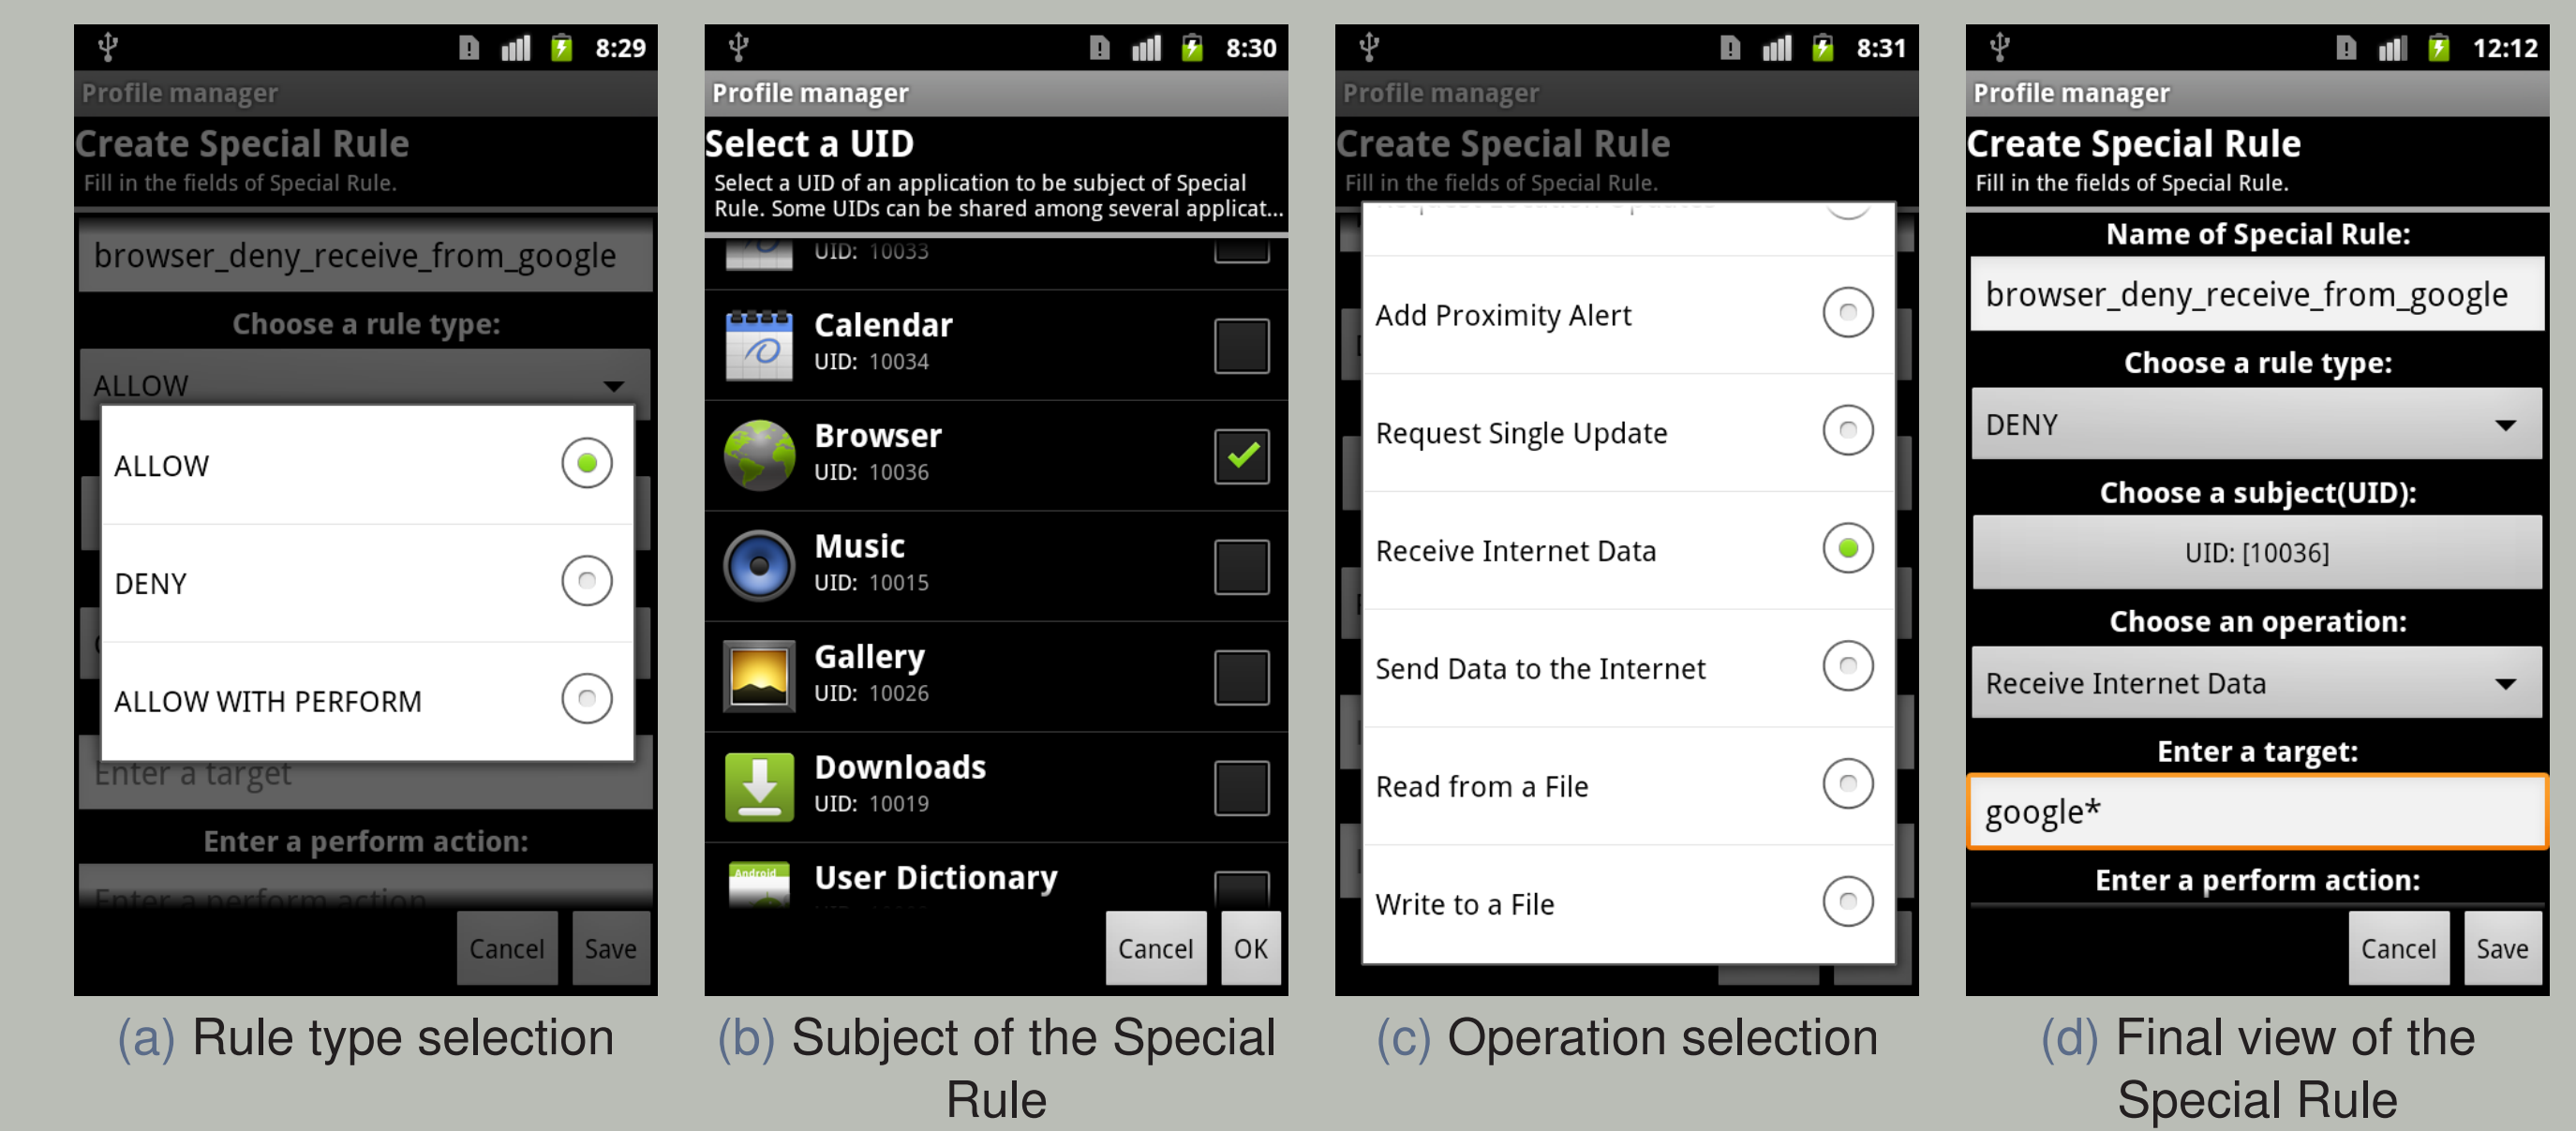 8:29
Profile manager
Create Special Rule
Fill in the fields of Special Rule.
browser_deny_receive_from_google
Choose a rule type:
ALLOW
ALLOW
DENY
ALLOW WITH PERFORM
Enter a target
Enter a perform action:
Enter a perform action
Cancel Save
(a) Rule type selection
8:30
Profile manager
Select a UID
Select a UID of an application to be subject of Special
Rule. Some UIDs can be shared among several applicat...
UID: 10033
Calendar
UID: 10034
Browser
UID: 10036
Music
UID: 10015
Gallery
UID: 10026
Downloads
UID: 10019
Android
User Dictionary
Cancel OK
(b) Subject of the Special
Rule
8:31
Profile manager
Create Special Rule
Fill in the fields of Special Rule.
Add Proximity Alert
Request Single Update
Receive Internet Data
Send Data to the Internet
Read from a File
Write to a File
(c) Operation selection
12:12
Profile manager
Create Special Rule
Fill in the fields of Special Rule.
Name of Special Rule:
browser_deny_receive_from_google
Choose a rule type:
DENY
Choose a subject(UID):
UID: [10036]
Choose an operation:
Receive Internet Data
Enter a target:
google*
Enter a perform action:
Cancel Save
(d) Final view of the
Special Rule